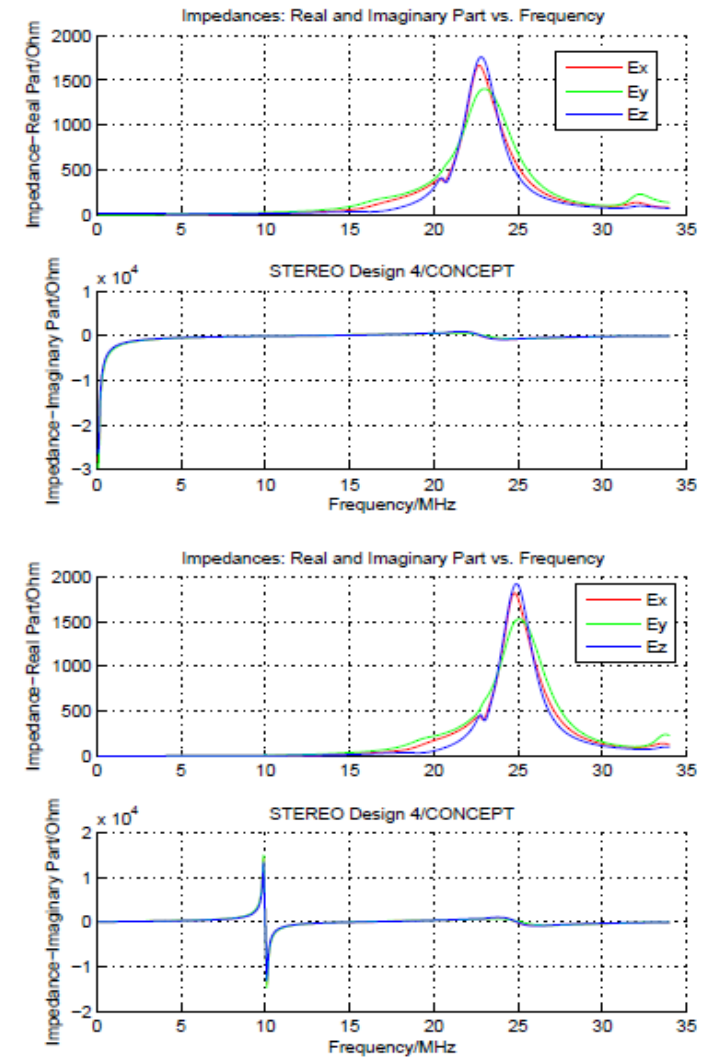 Impedances: Real and Imaginary Part vs. Frequency
Impedance-Real Part/Ohm
2000
1500
1000
500
0
0 5 10 15 20 25 30 35
Ex
Ey
Ez
STEREO Design 4/CONCEPT
x 10^4
Impedance-Imaginary Part/Ohm
1
0
-1
-2
-3
0 5 10 15 20 25 30 35
Frequency/MHz
Impedances: Real and Imaginary Part vs. Frequency
Impedance-Real Part/Ohm
2000
1500
1000
500
0
0 5 10 15 20 25 30 35
Ex
Ey
Ez
STEREO Design 4/CONCEPT
x 10^4
Impedance-Imaginary Part/Ohm
2
1
0
-1
-2
0 5 10 15 20 25 30 35
Frequency/MHz